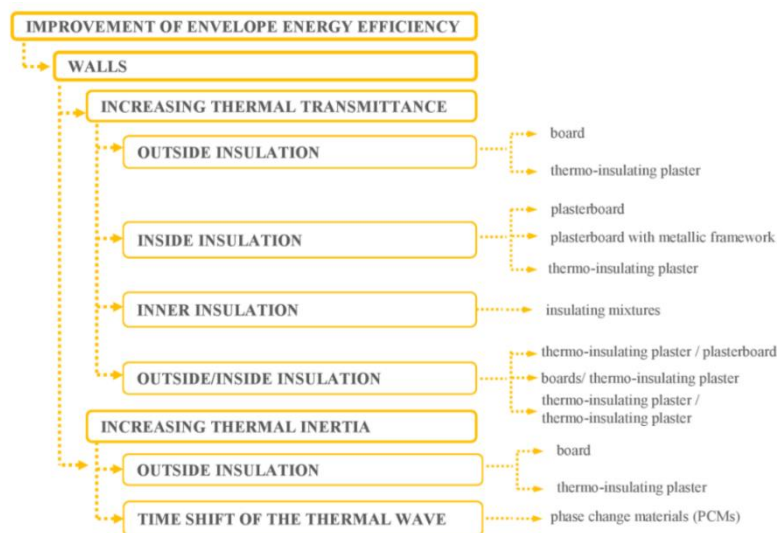 IMPROVEMENT OF ENVELOPE ENERGY EFFICIENCY
WALLS
INCREASING THERMAL TRANSMITTANCE
OUTSIDE INSULATION
board
thermo-insulating plaster
INSIDE INSULATION
plasterboard
plasterboard with metallic framework
thermo-insulating plaster
INNER INSULATION
insulating mixtures
OUTSIDE/INSIDE INSULATION
thermo-insulating plaster / plasterboard
boards/ thermo-insulating plaster
thermo-insulating plaster /
thermo-insulating plaster
INCREASING THERMAL INERTIA
OUTSIDE INSULATION
board
thermo-insulating plaster
TIME SHIFT OF THE THERMAL WAVE
phase change materials (PCMs)